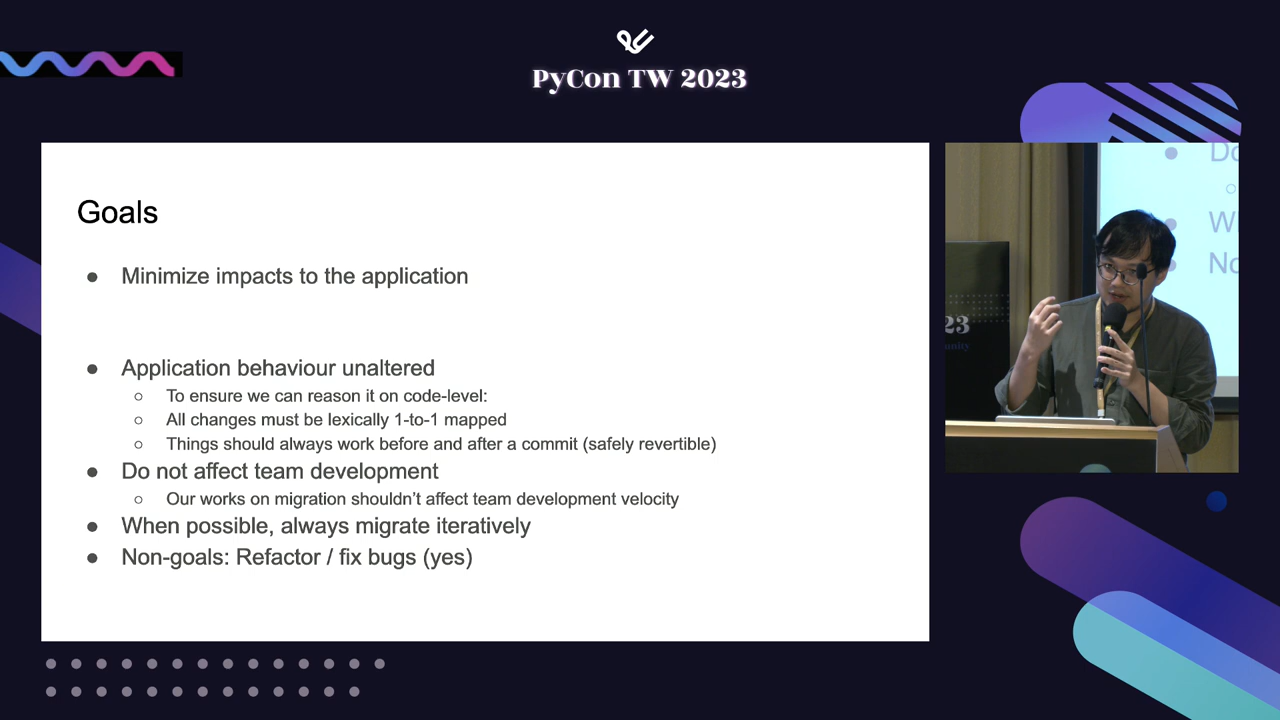 PyCon TW 2023
Goals
● Minimize impacts to the application
● Application behaviour unaltered
○ To ensure we can reason it on code-level:
○ All changes must be lexically 1-to-1 mapped
○ Things should always work before and after a commit (safely revertible)
● Do not affect team development
○ Our works on migration shouldn’t affect team development velocity
● When possible, always migrate iteratively
● Non-goals: Refactor / fix bugs (yes)
Do
W
No
23